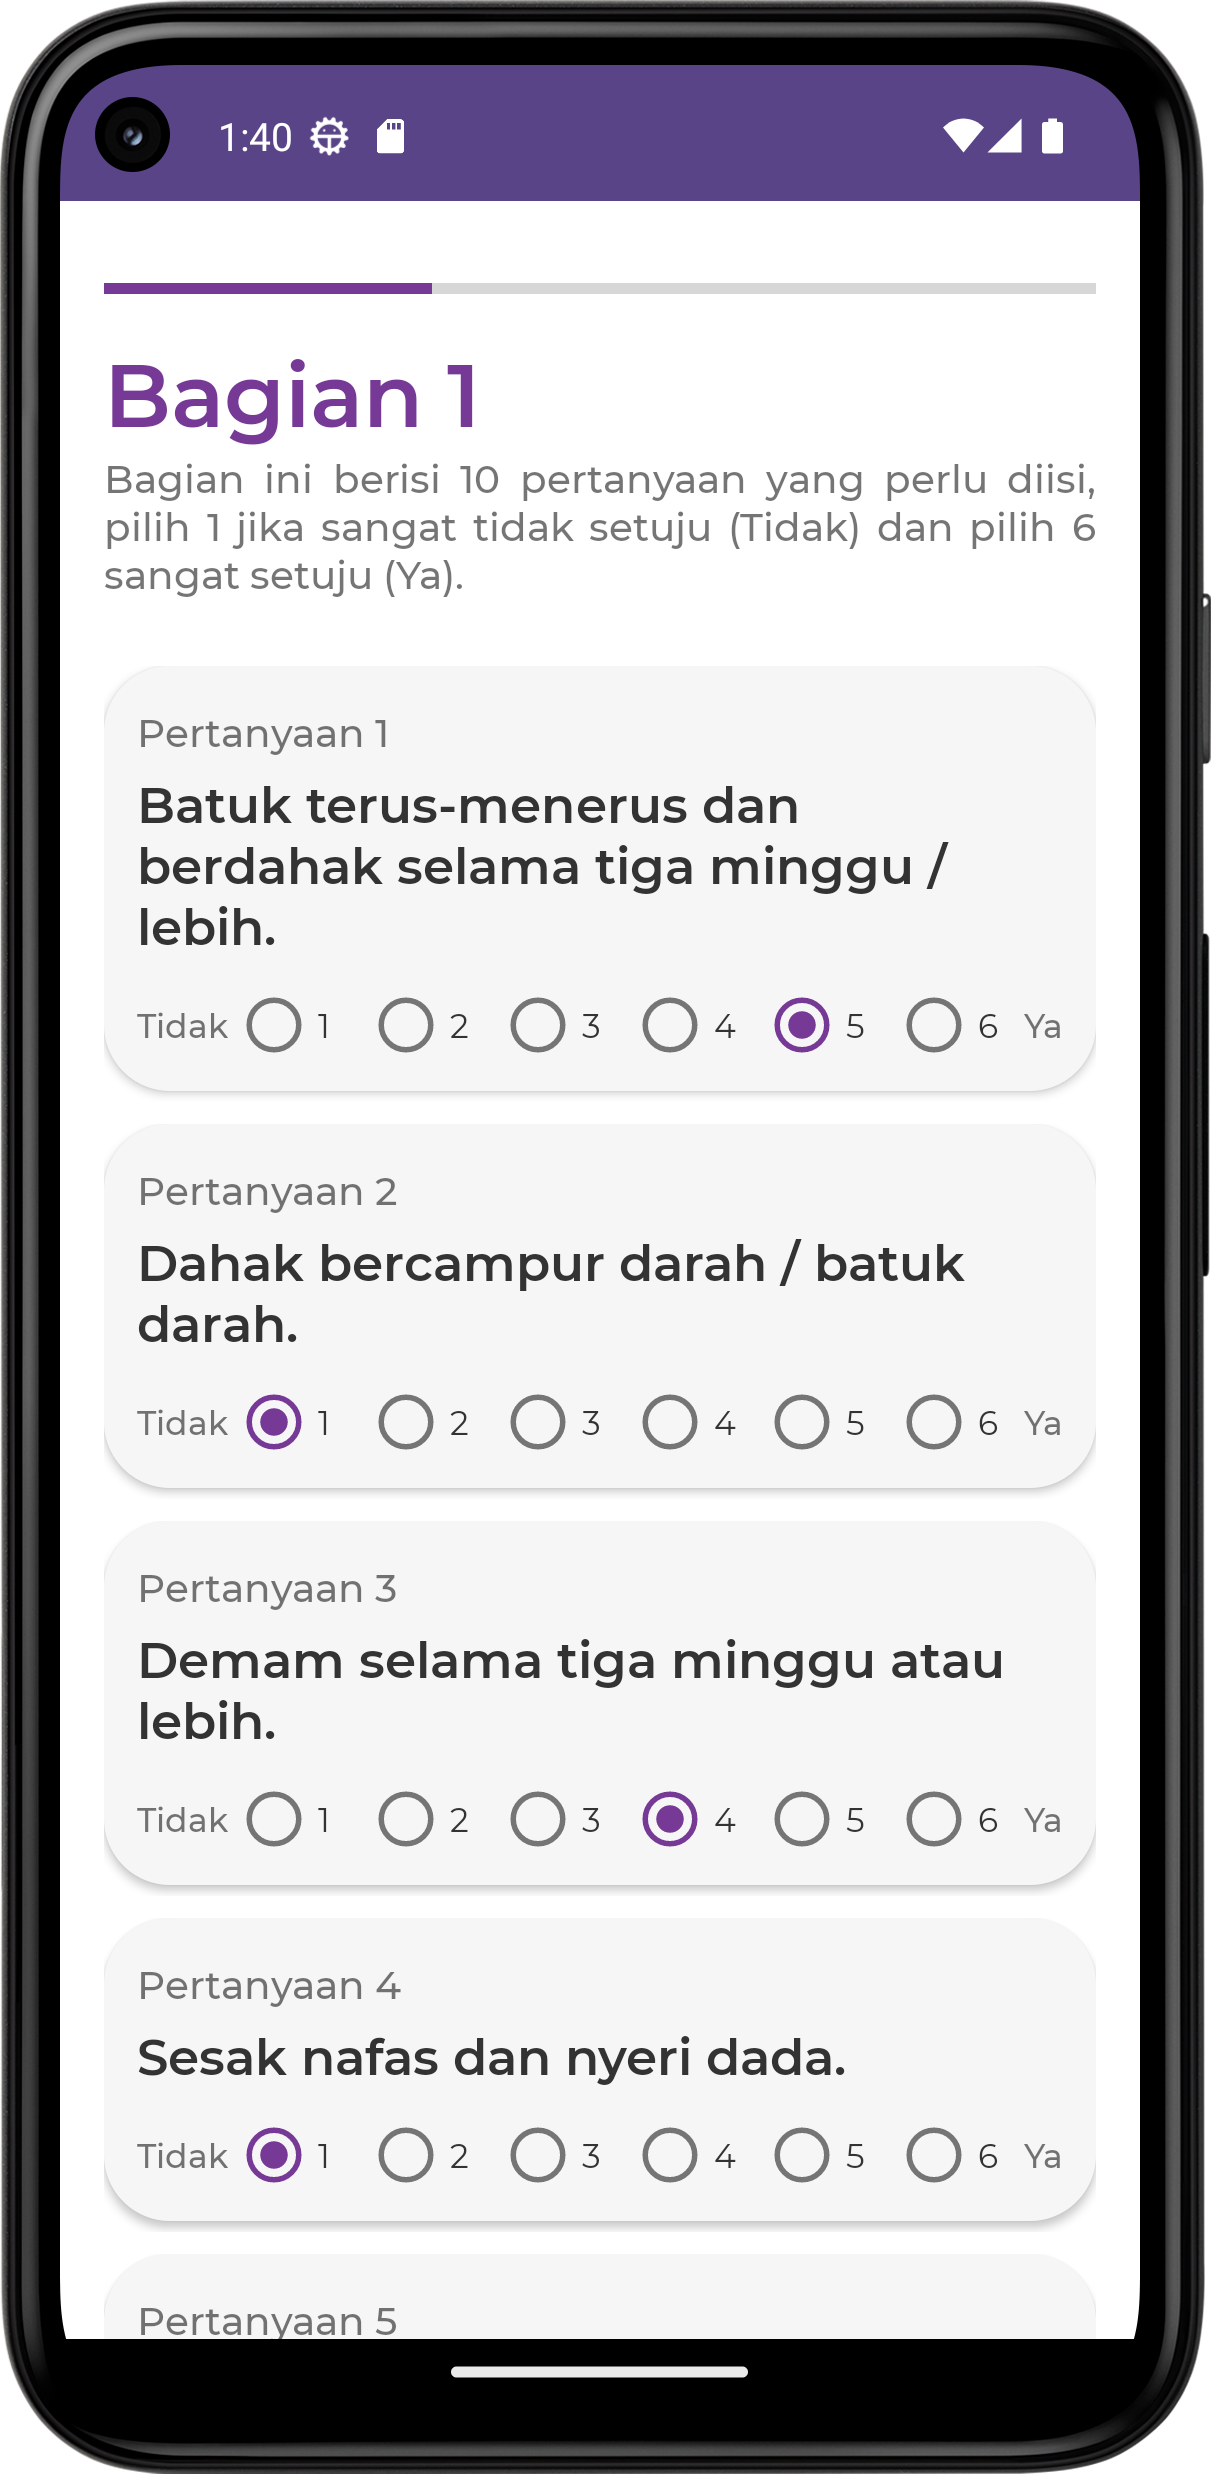 1:40
Bagian 1
Bagian ini berisi 10 pertanyaan yang perlu diisi,
pilih 1 jika sangat tidak setuju (Tidak) dan pilih 6
sangat setuju (Ya).
Pertanyaan 1
Batuk terus-menerus dan
berdahak selama tiga minggu /
lebih.
Tidak 1 2 3 4 5 6 Ya
Pertanyaan 2
Dahak bercampur darah / batuk
darah.
Tidak 1 2 3 4 5 6 Ya
Pertanyaan 3
Demam selama tiga minggu atau
lebih.
Tidak 1 2 3 4 5 6 Ya
Pertanyaan 4
Sesak nafas dan nyeri dada.
Tidak 1 2 3 4 5 6 Ya
Pertanyaan 5